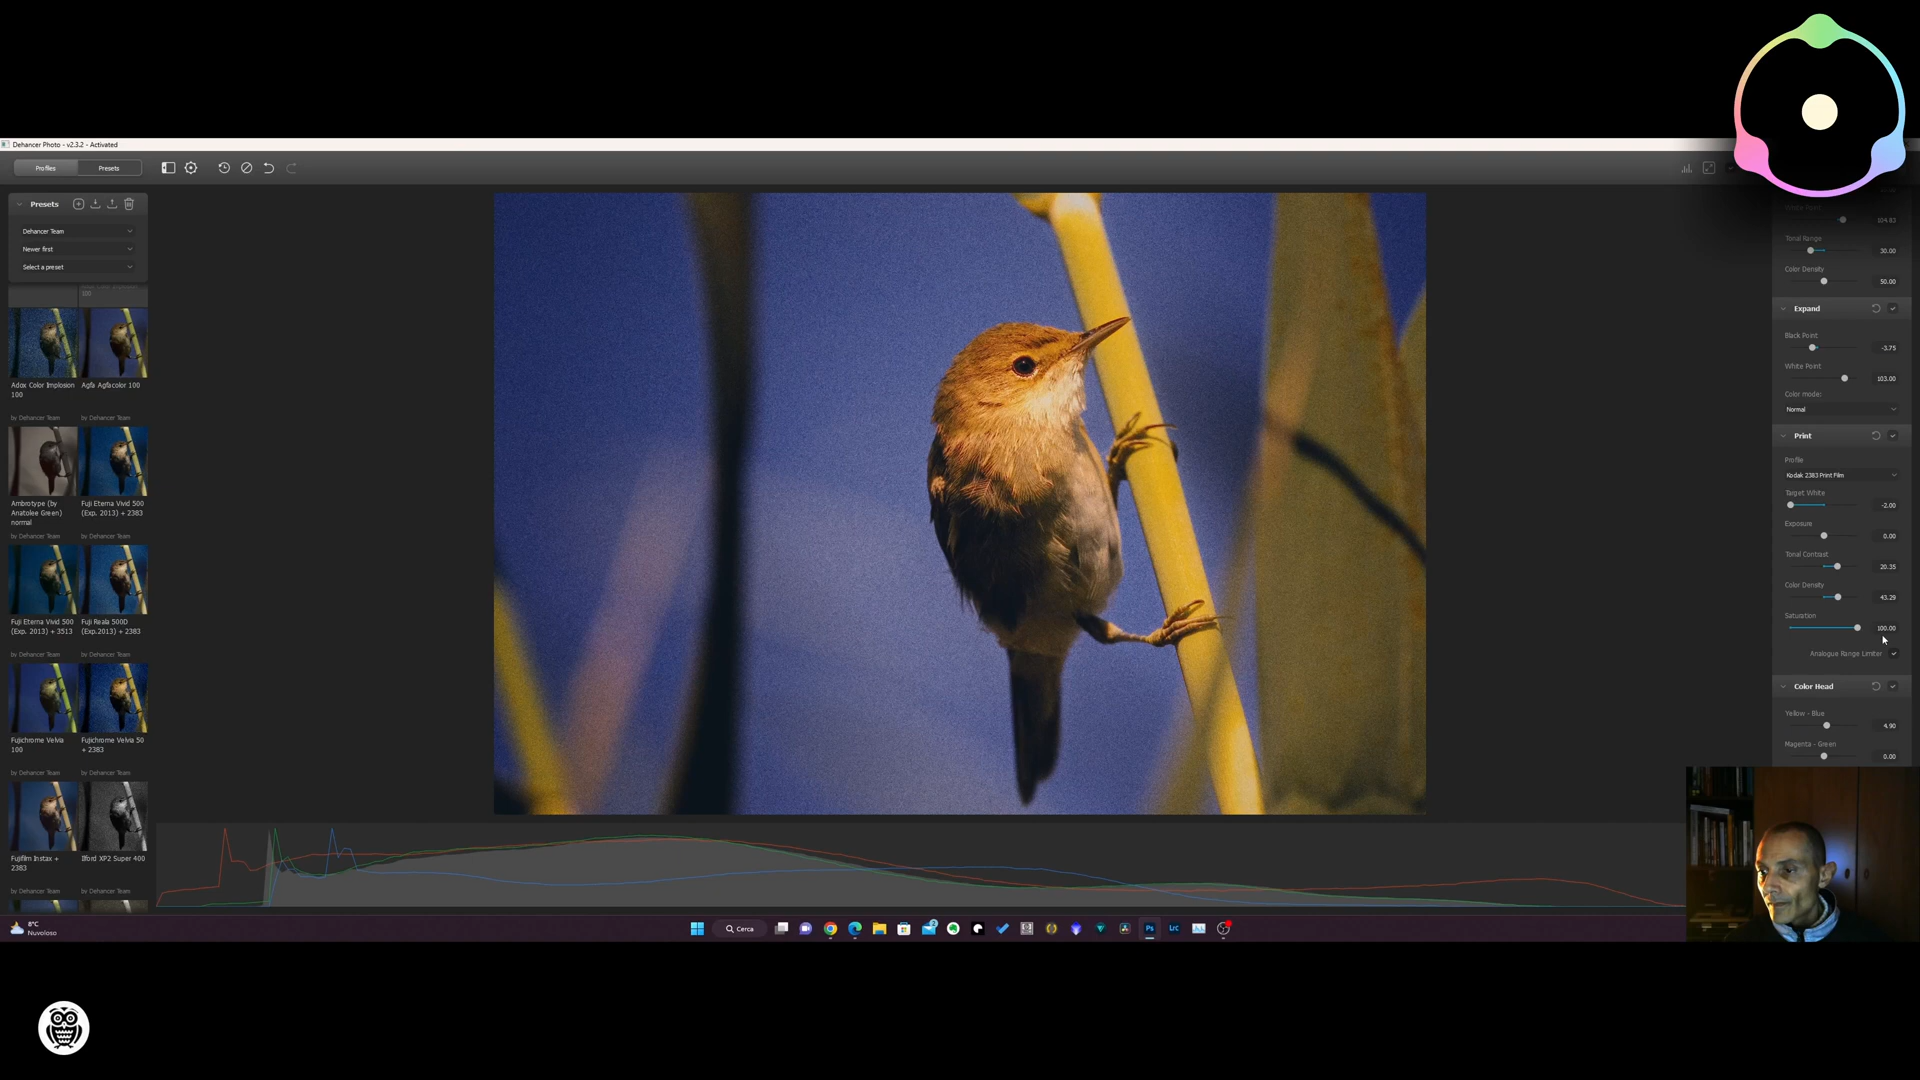 Dehancer Photo - v2.3.2 - Activated
Profiles
Presets
Presets
Dehancer Team
Newer first
Select a preset
100
Adox Color Implosion
100
Agfa Agfacolor 100
by Dehancer Team
by Dehancer Team
Ambrotype (by
Anatolee Green)
normal
Fuji Eterna Vivid 500
(Exp. 2013) + 2383
by Dehancer Team
by Dehancer Team
Fuji Eterna Vivid 500
(Exp. 2013) + 3513
Fuji Reala 500D
(Exp.2013) + 2383
by Dehancer Team
by Dehancer Team
Fujichrome Velvia
100
Fujichrome Velvia 50
+ 2383
by Dehancer Team
by Dehancer Team
Fujifilm Instax +
2383
Ilford XP2 Super 400
by Dehancer Team
by Dehancer Team
White Point
104.83
Tonal Range
30.00
Color Density
50.00
Expand
Black Point
-3.75
White Point
103.00
Color mode:
Normal
Print
Profile
Kodak 2383 Print Film
Target White
-2.00
Exposure
0.00
Tonal Contrast
20.35
Color Density
43.29
Saturation
100.00
Analogue Range Limiter
Color Head
Yellow - Blue
4.90
Magenta - Green
0.00
8°C
Nuvoloso
Cerca
Ps
LrC